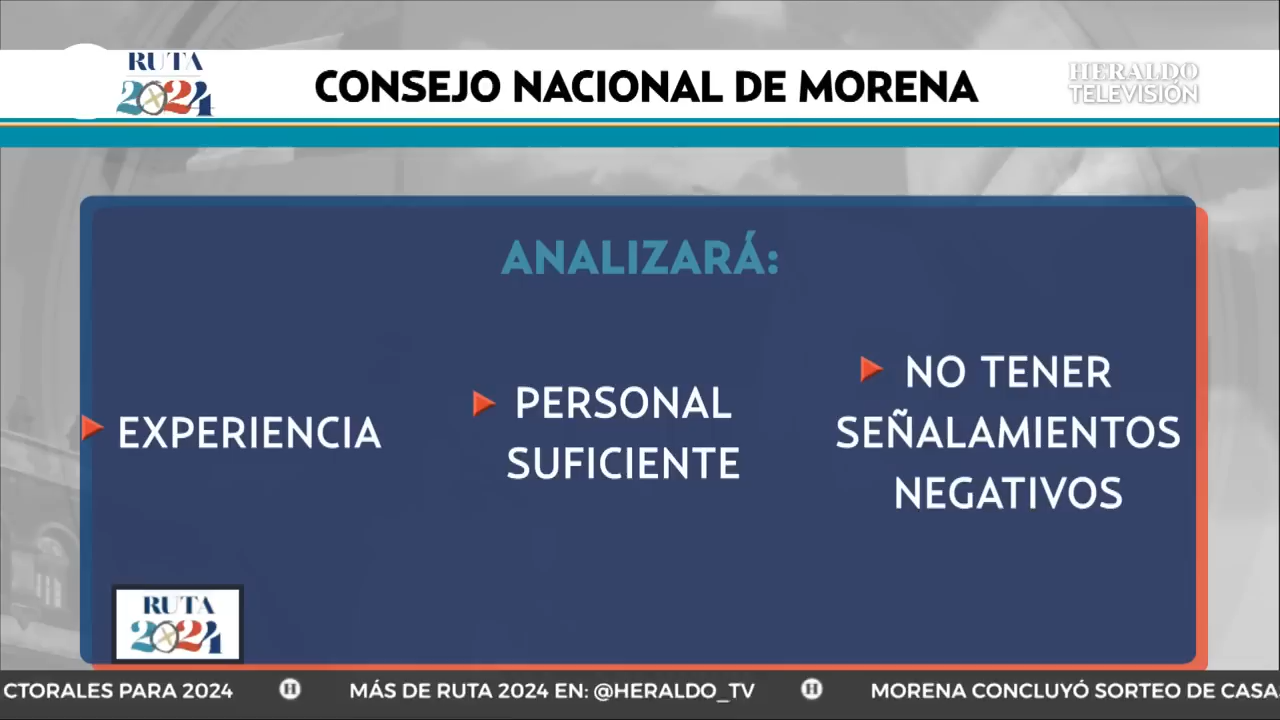 RUTA
2024
CONSEJO NACIONAL DE MORENA
HERALDO
TELEVISIÓN
ANALIZARÁ:
EXPERIENCIA
PERSONAL
SUFICIENTE
NO TENER
SEÑALAMIENTOS
NEGATIVOS
RUTA
2024
CTORALES PARA 2024 H MÁS DE RUTA 2024 EN: @HERALDO_TV H MORENA CONCLUYÓ SORTEO DE CASA